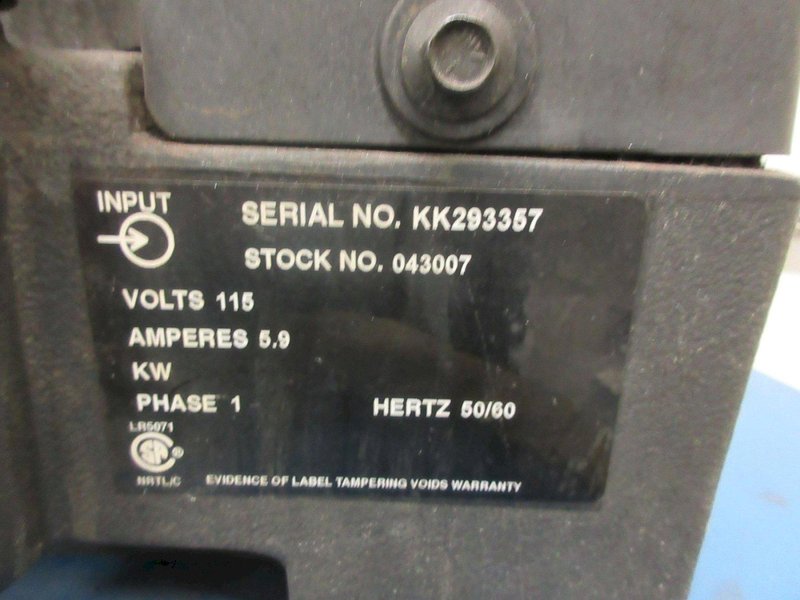 INPUT
SERIAL NO. KK293357
STOCK NO. 043007
VOLTS 115
AMPERES 5.9
KW
PHASE 1 HERTZ 50/60
LR5071
SA ®
NRTL/C EVIDENCE OF LABEL TAMPERING VOIDS WARRANTY